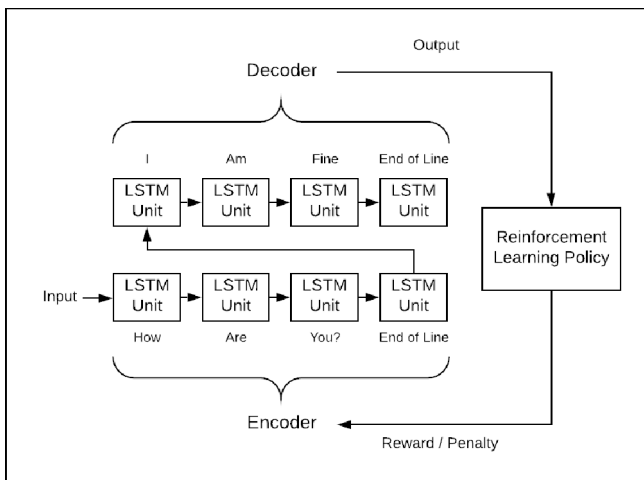 Output
Decoder
I Am Fine End of Line
LSTM Unit
LSTM Unit
LSTM Unit
LSTM Unit
Reinforcement
Learning Policy
Input
LSTM Unit
LSTM Unit
LSTM Unit
LSTM Unit
How Are You? End of Line
Encoder
Reward / Penalty